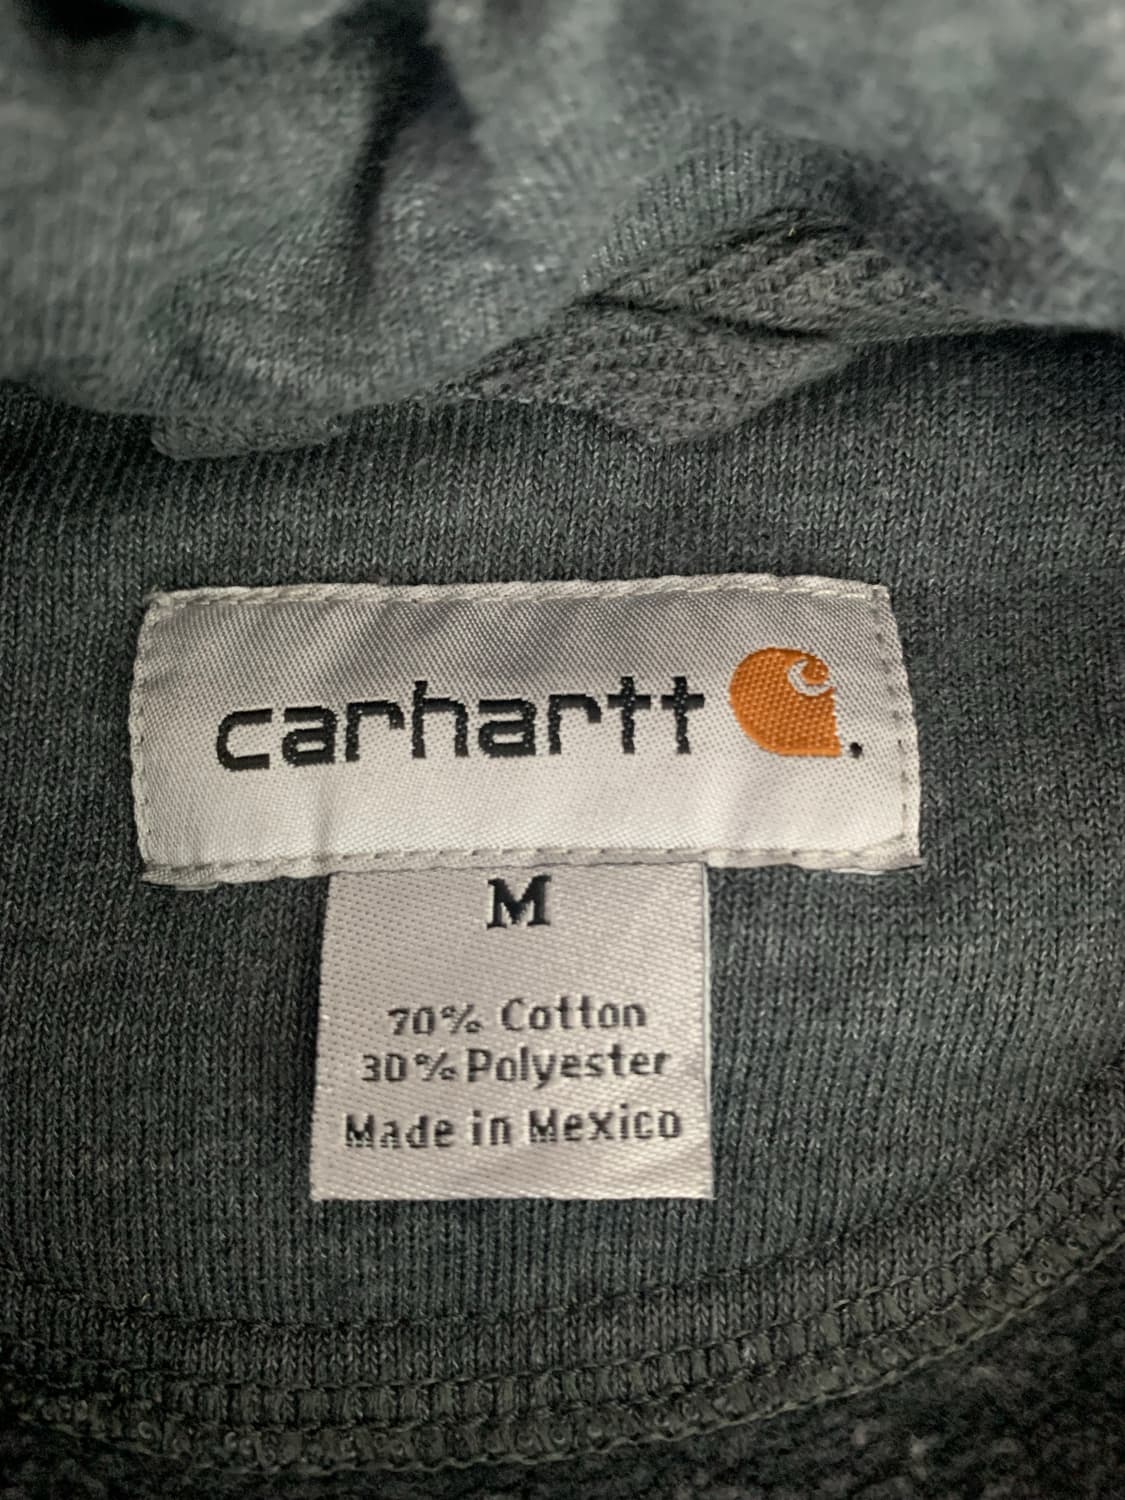 carhartt
M
70% Cotton
30% Polyester
Made in Mexico